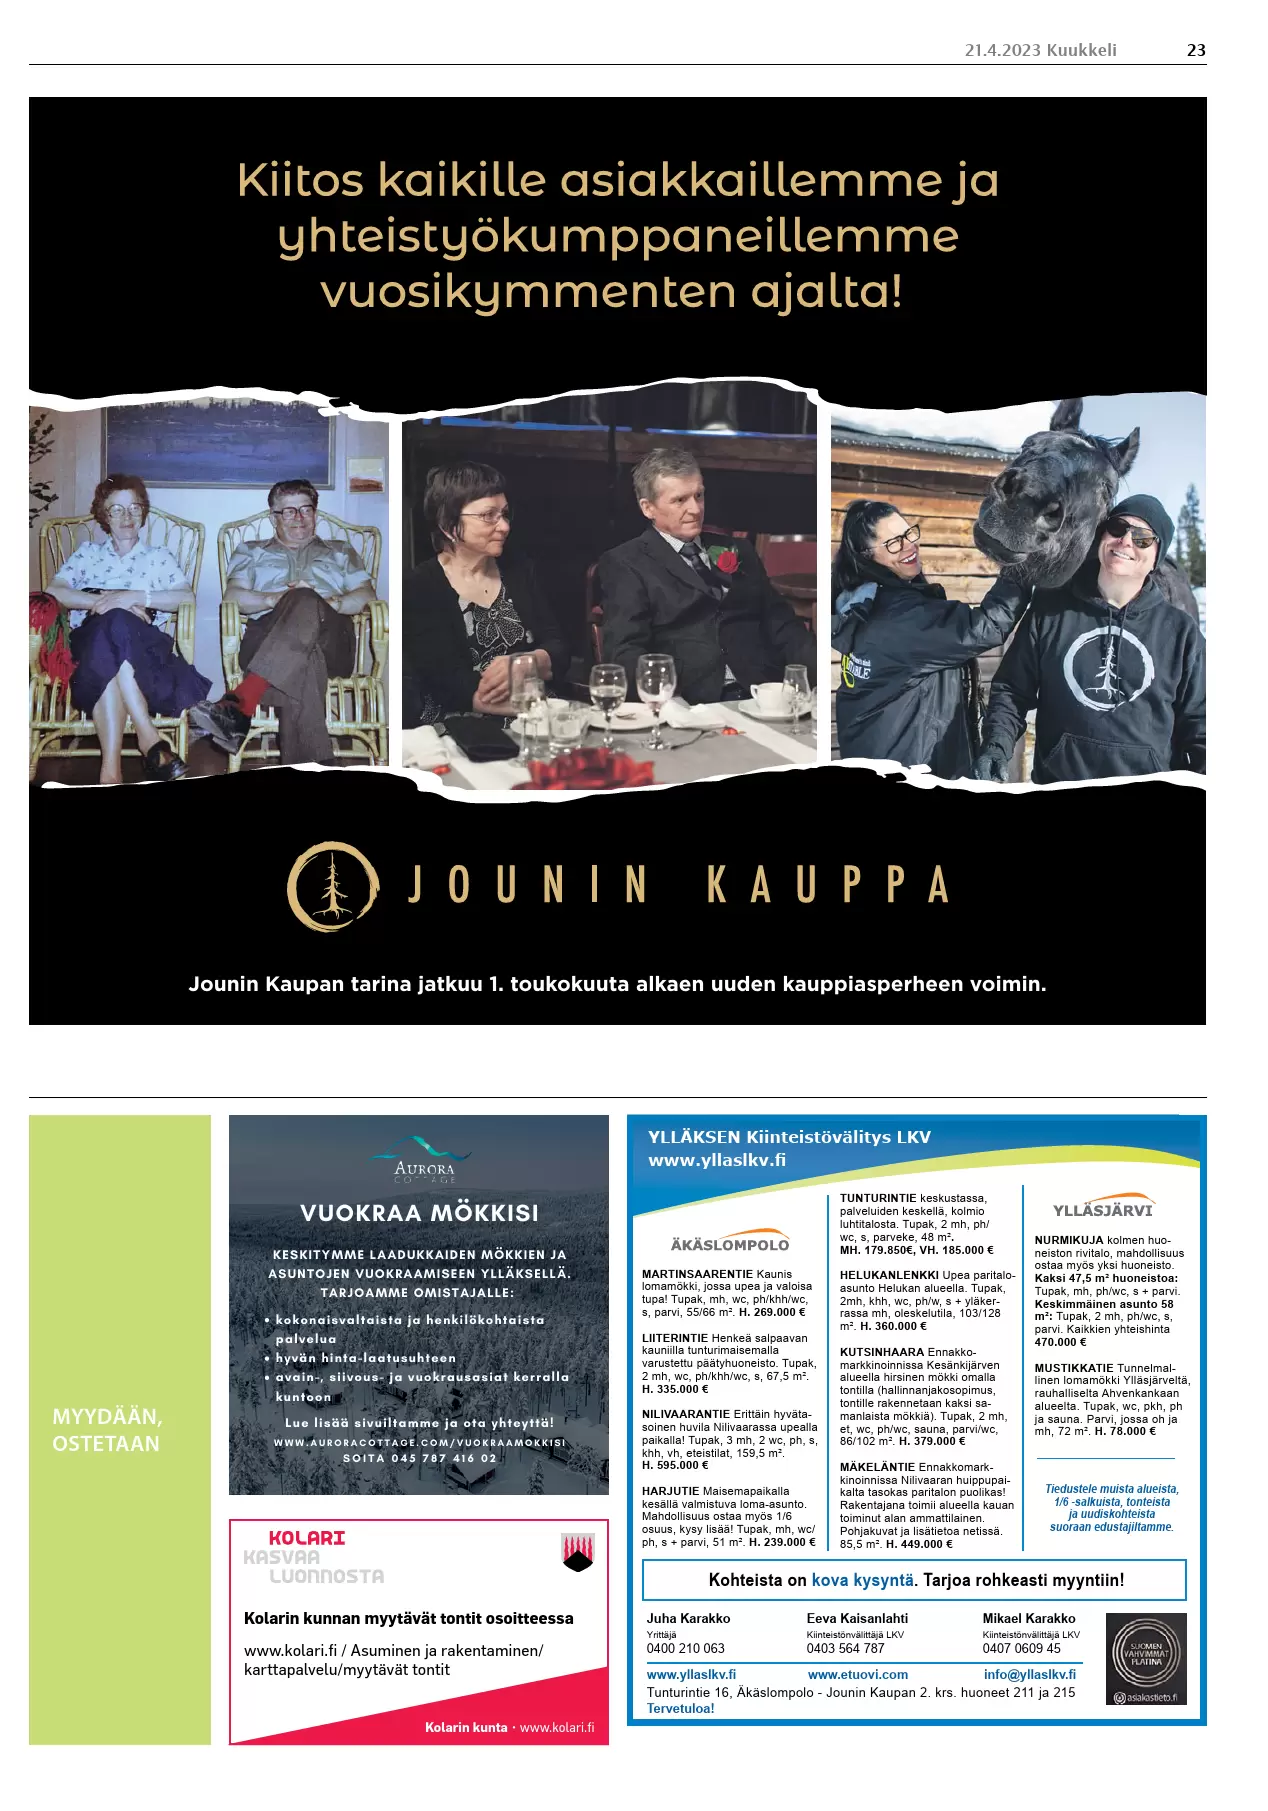 21.4.2023 Kuukkeli 23
Kiitos kaikille asiakkaillemme ja
yhteistyökumppaneillemme
vuosikymmenten ajalta!
JOUNIN KAUPPA
Jounin Kaupan tarina jatkuu 1. toukokuuta alkaen uuden kauppiasperheen voimin.
MYYDÄÄN,
OSTETAAN
AURORA
COTTAGE
VUOKRAA MÖKKISI
KESKITYMME LAADUKKAIDEN MÖKKIEN JA
ASUNTOJEN VUOKRAAMISEEN YLLÄKSELLÄ.
TARJOAMME OMISTAJALLE:
• kokonaisvaltaista ja henkilökohtaista
palvelua
• hyvän hinta-laatusuhteen
• avain-, siivous- ja vuokrausasiat kerralla
kuntoon
Lue lisää sivuiltamme ja ota yhteyttä!
WWW.AURORACOTTAGE.COM/VUOKRAAMOKKISI
SOITA 045 787 416 02
KOLARI
KASVAA
LUONNOSTA
Kolarin kunnan myytävät tontit osoitteessa
www.kolari.fi / Asuminen ja rakentaminen/
karttapalvelu/myytävät tontit
Kolarin kunta • www.kolari.fi
YLLÄKSEN Kiinteistövälitys LKV
www.yllaslkv.fi
ÄKÄSLOMPOLO
MARTINSAARENTIE Kaunis
lomamökki, jossa upea ja valoisa
tupa! Tupak, mh, wc, ph/khh/wc,
s, parvi, 55/66 m². H. 269.000 €
LIITERINTIE Henkeä salpaavan
kauniilla tunturimaisemalla
varustettu päätyhuoneisto. Tupak,
2 mh, wc, ph/khh/wc, s, 67,5 m².
H. 335.000 €
NILIVAARANTIE Erittäin hyväta-
soinen huvila Nilivaarassa upealla
paikalla! Tupak, 3 mh, 2 wc, ph, s,
khh, vh, eteistilat, 159,5 m².
H. 595.000 €
HARJUTIE Maisemapaikalla
kesällä valmistuva loma-asunto.
Mahdollisuus ostaa myös 1/6
osuus, kysy lisää! Tupak, mh, wc/
ph, s + parvi, 51 m². H. 239.000 €
TUNTURINTIE keskustassa,
palveluiden keskellä, kolmio
luhtitalosta. Tupak, 2 mh, ph/
wc, s, parveke, 48 m².
MH. 179.850€, VH. 185.000 €
HELUKANLENKKI Upea paritalo-
asunto Helukan alueella. Tupak,
2mh, khh, wc, ph/w, s + yläker-
rassa mh, oleskelutila, 103/128
m². H. 360.000 €
KUTSINHAARA Ennakko-
markkinoinnissa Kesänkijärven
alueella hirsinen mökki omalla
tontilla (hallinnanjakosopimus,
tontille rakennetaan kaksi sa-
manlaista mökkiä). Tupak, 2 mh,
et, wc, ph/wc, sauna, parvi/wc,
86/102 m². H. 379.000 €
MÄKELÄNTIE Ennakkomark-
kinoinnissa Nilivaaran huippupai-
kalta tasokas paritalon puolikas!
Rakentajana toimii alueella kauan
toiminut alan ammattilainen.
Pohjakuvat ja lisätietoa netissä.
85,5 m². H. 449.000 €
YLLÄSJÄRVI
NURMIKUJA kolmen huo-
neiston rivitalo, mahdollisuus
ostaa myös yksi huoneisto.
Kaksi 47,5 m² huoneistoa:
Tupak, mh, ph/wc, s + parvi.
Keskimmäinen asunto 58
m²: Tupak, 2 mh, ph/wc, s,
parvi. Kaikkien yhteishinta
470.000 €
MUSTIKKATIE Tunnelmal-
linen lomamökki Ylläsjärveltä,
rauhalliselta Ahvenkankaan
alueelta. Tupak, wc, pkh, ph
ja sauna. Parvi, jossa oh ja
mh, 72 m². H. 78.000 €
Tiedustele muista alueista,
1/6 -salkuista, tonteista
ja uudiskohteista
suoraan edustajiltamme.
Kohteista on kova kysyntä. Tarjoa rohkeasti myyntiin!
Juha Karakko
Yrittäjä
0400 210 063
Eeva Kaisanlahti
Kiinteistönvälittäjä LKV
0403 564 787
Mikael Karakko
Kiinteistönvälittäjä LKV
0407 0609 45
www.yllaslkv.fi www.etuovi.com info@yllaslkv.fi
Tunturintie 16, Äkäslompolo - Jounin Kaupan 2. krs. huoneet 211 ja 215
Tervetuloa!
SUOMEN
VAHVIMMAT
PLATINA
asiakastieto.fi